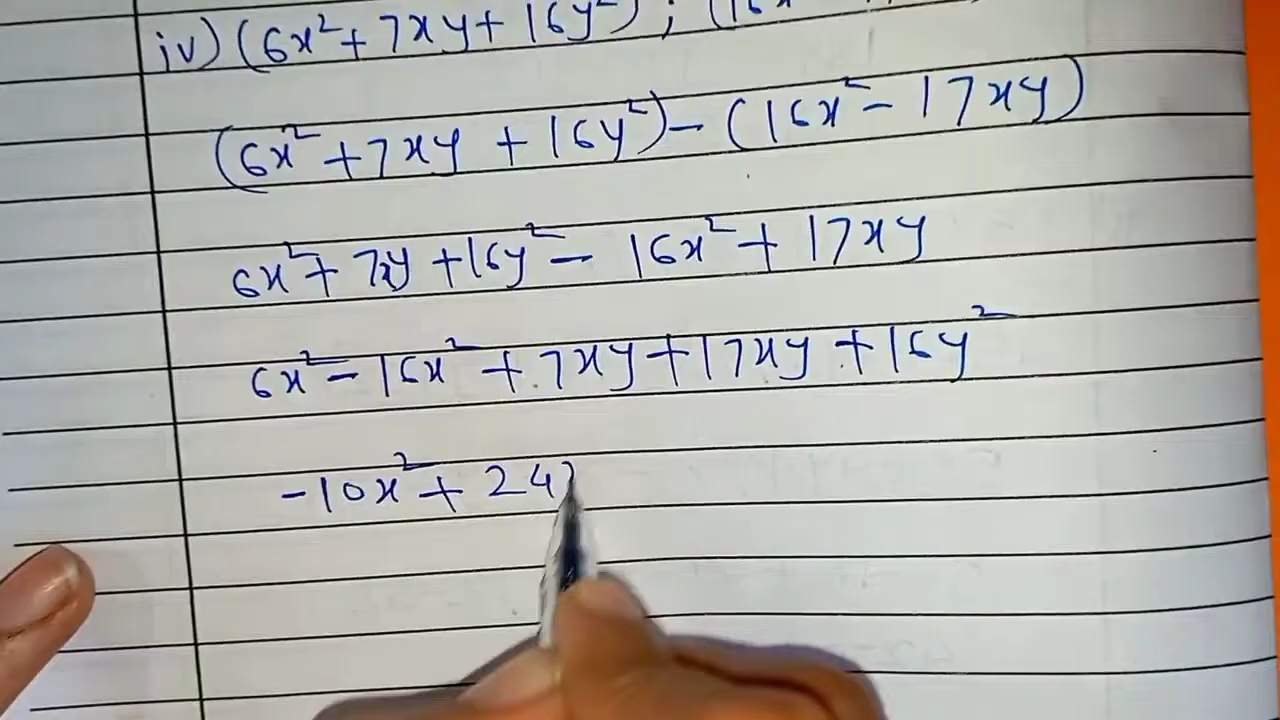 iv) (6x² + 7xy + 16y²) ; (16x
(6x² + 7xy + 16y²) - (16x² - 17xy)
6x² + 7xy + 16y² - 16x² + 17xy
6x² - 16x² + 7xy + 17xy + 16y²
-10x² + 24